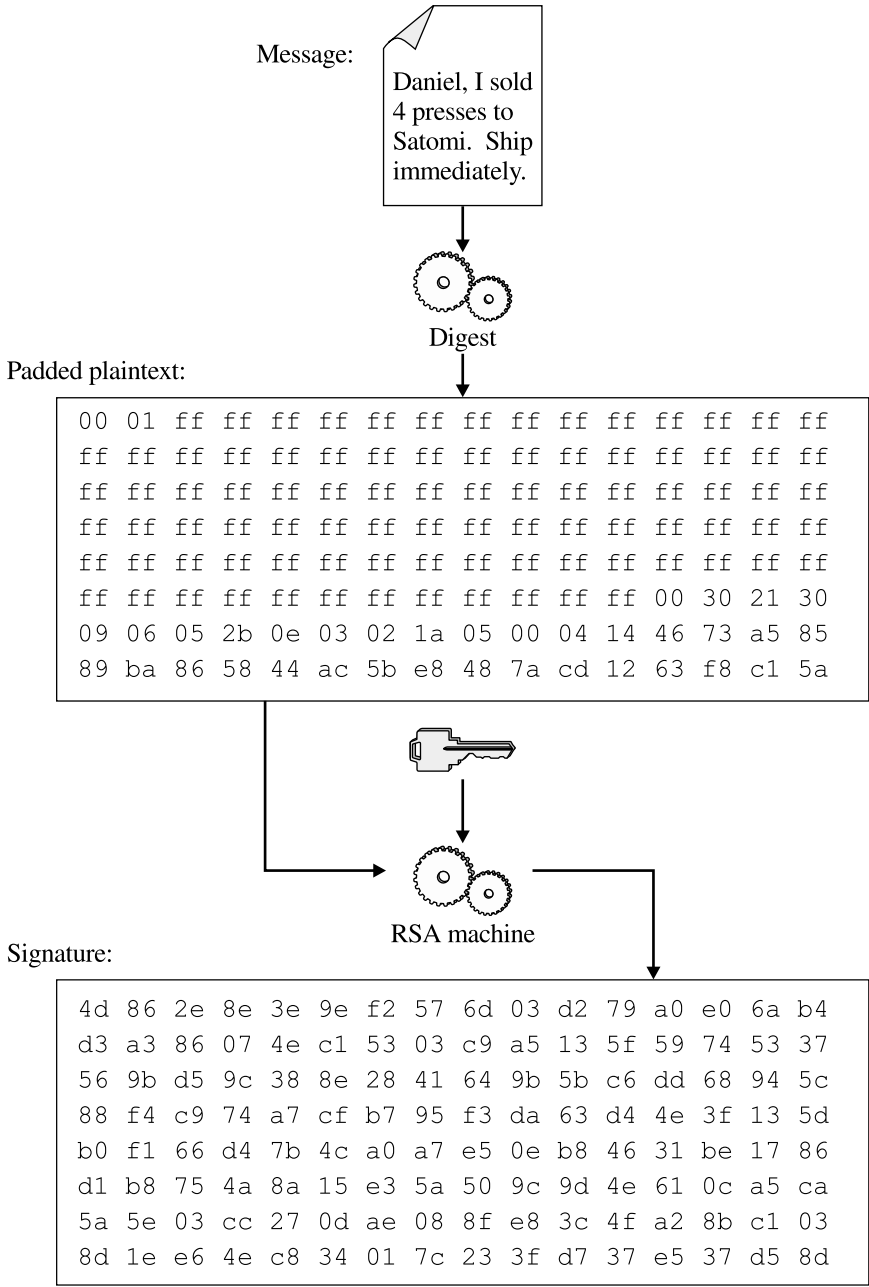 Message:
Daniel, I sold
4 presses to
Satomi.  Ship
immediately.
Digest
Padded plaintext:
00 01 ff ff ff ff ff ff ff ff ff ff ff ff ff ff
ff ff ff ff ff ff ff ff ff ff ff ff ff ff ff ff
ff ff ff ff ff ff ff ff ff ff ff ff ff ff ff ff
ff ff ff ff ff ff ff ff ff ff ff ff ff ff ff ff
ff ff ff ff ff ff ff ff ff ff ff ff ff ff ff ff
ff ff ff ff ff ff ff ff ff ff ff ff 00 30 21 30
09 06 05 2b 0e 03 02 1a 05 00 04 14 46 73 a5 85
89 ba 86 58 44 ac 5b e8 48 7a cd 12 63 f8 c1 5a
RSA machine
Signature:
4d 86 2e 8e 3e 9e f2 57 6d 03 d2 79 a0 e0 6a b4
d3 a3 86 07 4e c1 53 03 c9 a5 13 5f 59 74 53 37
56 9b d5 9c 38 8e 28 41 64 9b 5b c6 dd 68 94 5c
88 f4 c9 74 a7 cf b7 95 f3 da 63 d4 4e 3f 13 5d
b0 f1 66 d4 7b 4c a0 a7 e5 0e b8 46 31 be 17 86
d1 b8 75 4a 8a 15 e3 5a 50 9c 9d 4e 61 0c a5 ca
5a 5e 03 cc 27 0d ae 08 8f e8 3c 4f a2 8b c1 03
8d 1e e6 4e c8 34 01 7c 23 3f d7 37 e5 37 d5 8d